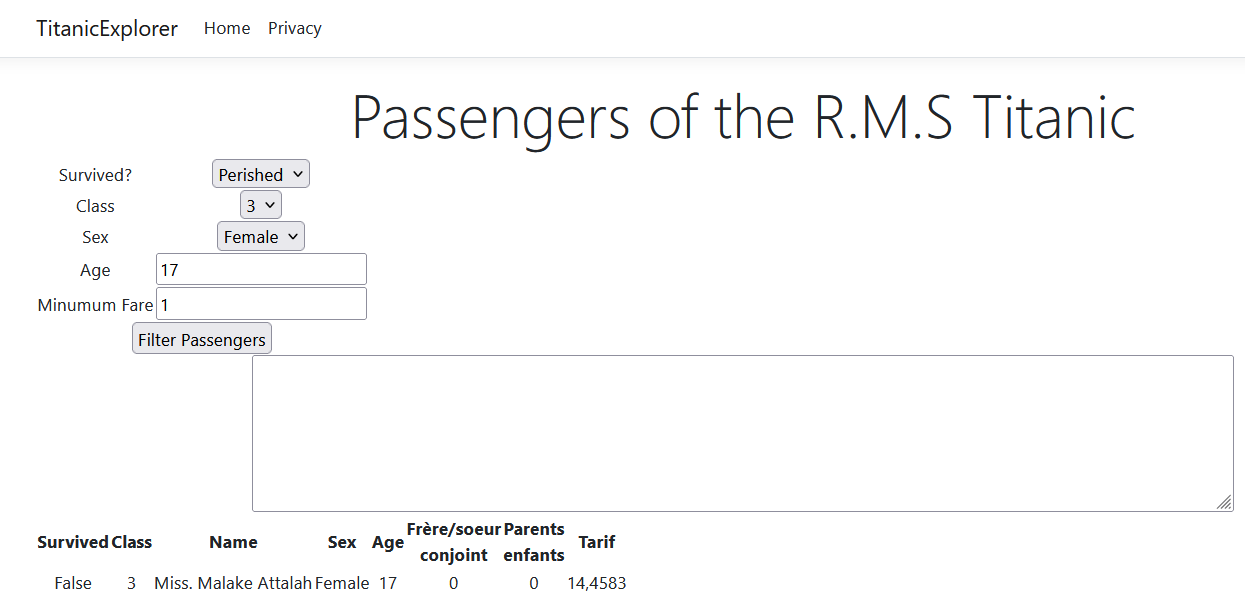 TitanicExplorer Home Privacy
Passengers of the R.M.S Titanic
Survived? Perished
Class 3
Sex Female
Age 17
Minumum Fare 1
Filter Passengers
Survived Class Name Sex Age Frère/soeur conjoint Parents enfants Tarif
False 3 Miss. Malake Attalah Female 17 0 0 14,4583